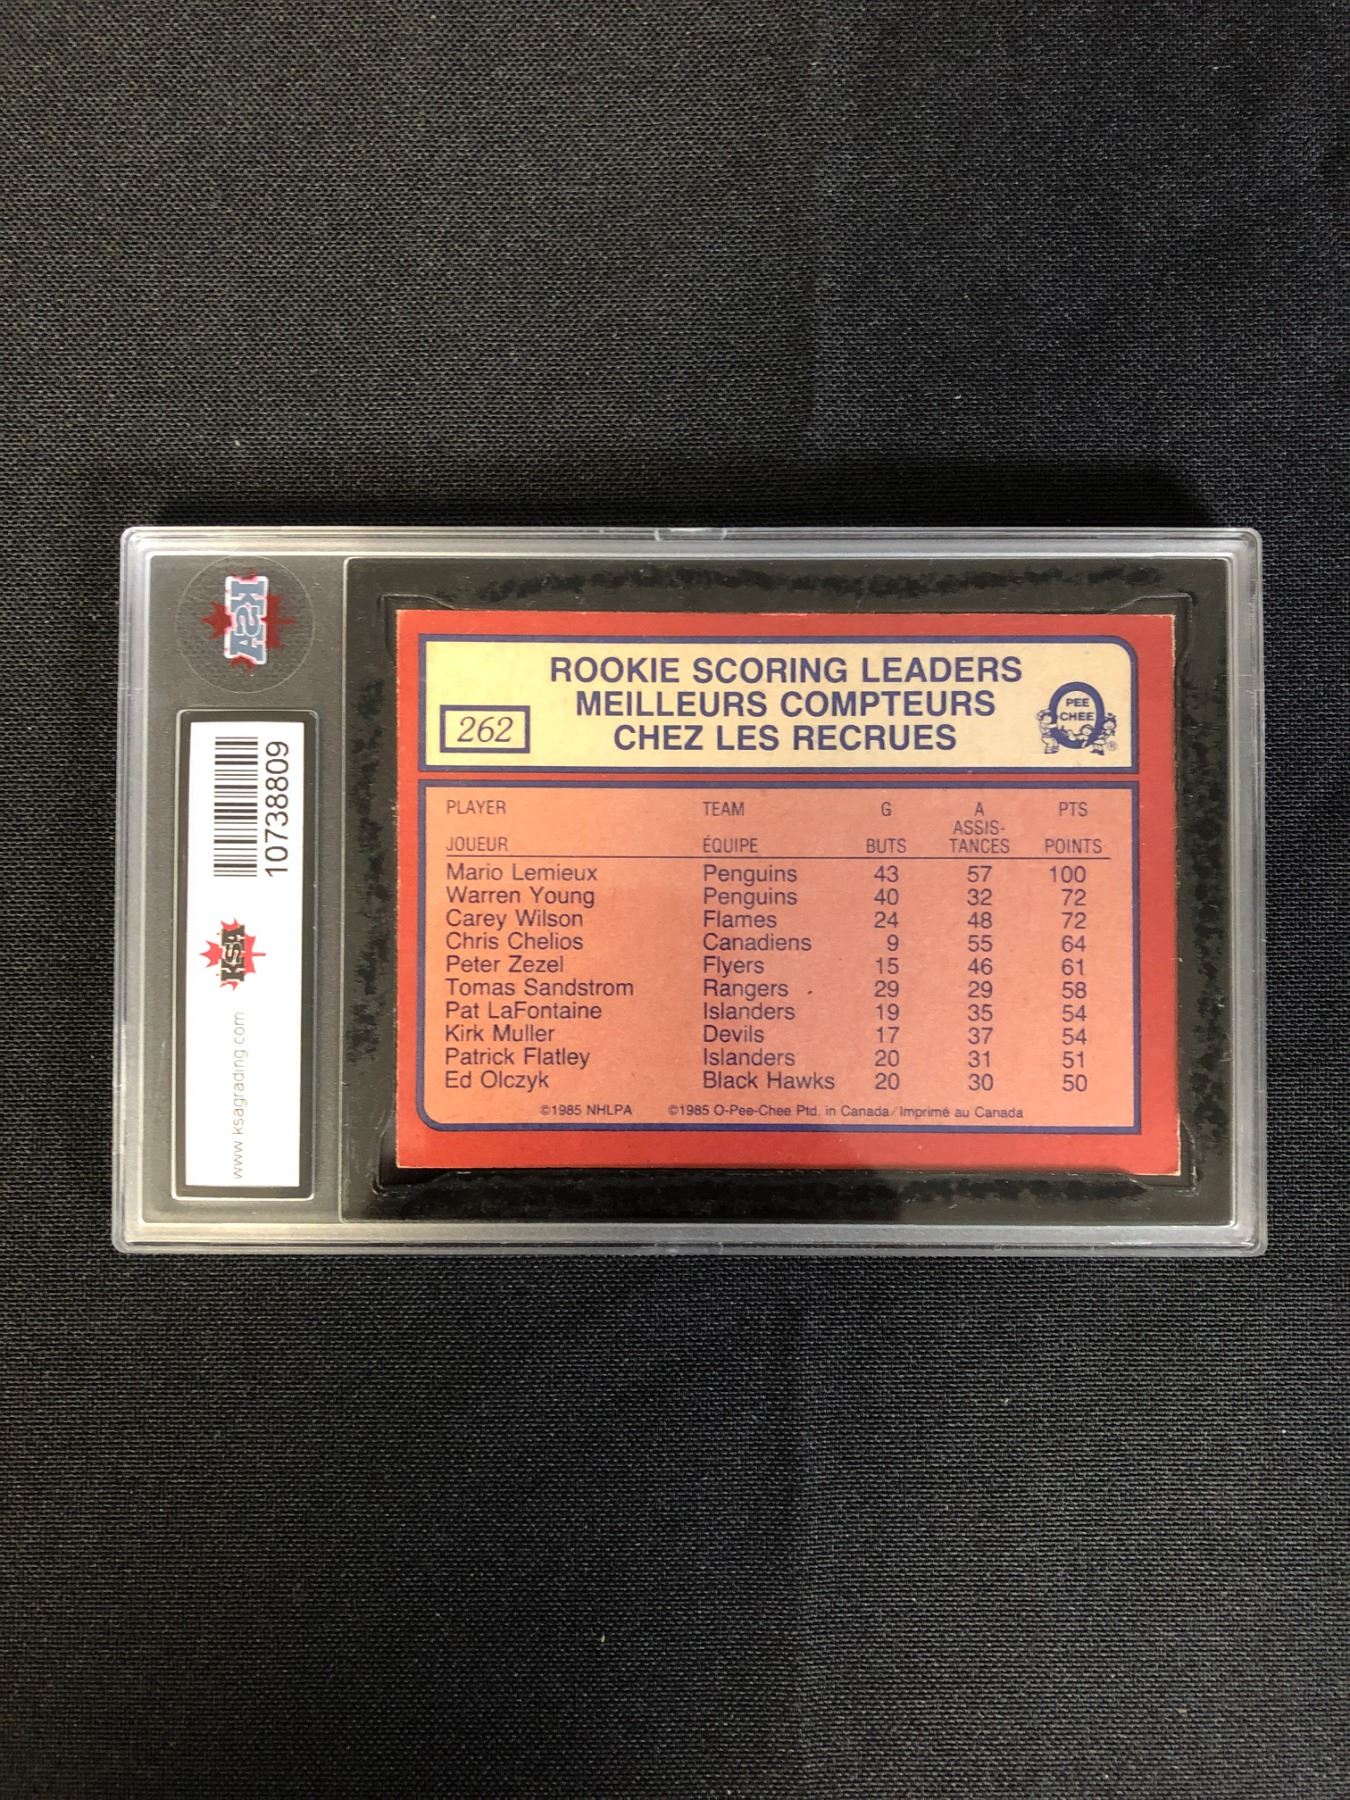 KSA
10738809
KSA
www.ksagrading.com
ROOKIE SCORING LEADERS
MEILLEURS COMPTEURS
CHEZ LES RECRUES
262
PEE
CHEE
®
PLAYER TEAM G A PTS
JOUEUR ÉQUIPE BUTS ASSIS-
TANCES POINTS
Mario Lemieux Penguins 43 57 100
Warren Young Penguins 40 32 72
Carey Wilson Flames 24 48 72
Chris Chelios Canadiens 9 55 64
Peter Zezel Flyers 15 46 61
Tomas Sandstrom Rangers 29 29 58
Pat LaFontaine Islanders 19 35 54
Kirk Muller Devils 17 37 54
Patrick Flatley Islanders 20 31 51
Ed Olczyk Black Hawks 20 30 50
©1985 NHLPA ©1985 O-Pee-Chee Ptd. in Canada/Imprimé au Canada